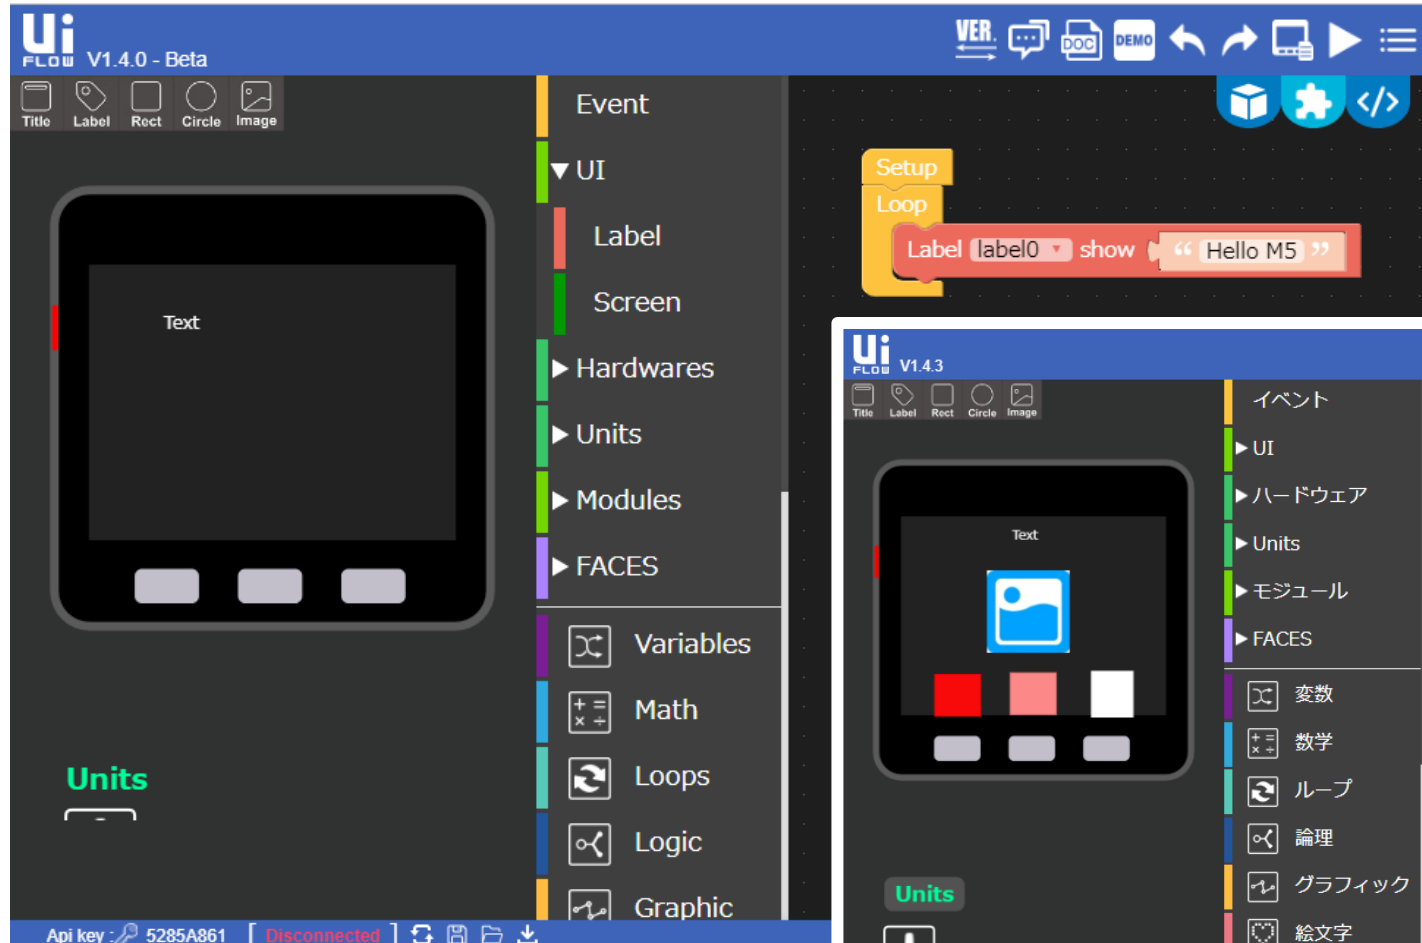 Ui
FLOW V1.4.0 - Beta
VER.
DOC
DEMO
Title Label Rect Circle Image
Text
Units
Event
UI
Label
Screen
Hardwares
Units
Modules
FACES
Variables
Math
Loops
Logic
Graphic
</>
Setup
Loop
Label label0 show “ Hello M5 ”
Api key : 5285A861 [ Disconnected ]
Ui
FLOW V1.4.3
Title Label Rect Circle Image
Text
Units
イベント
UI
ハードウェア
Units
モジュール
FACES
変数
数学
ループ
論理
グラフィック
絵文字